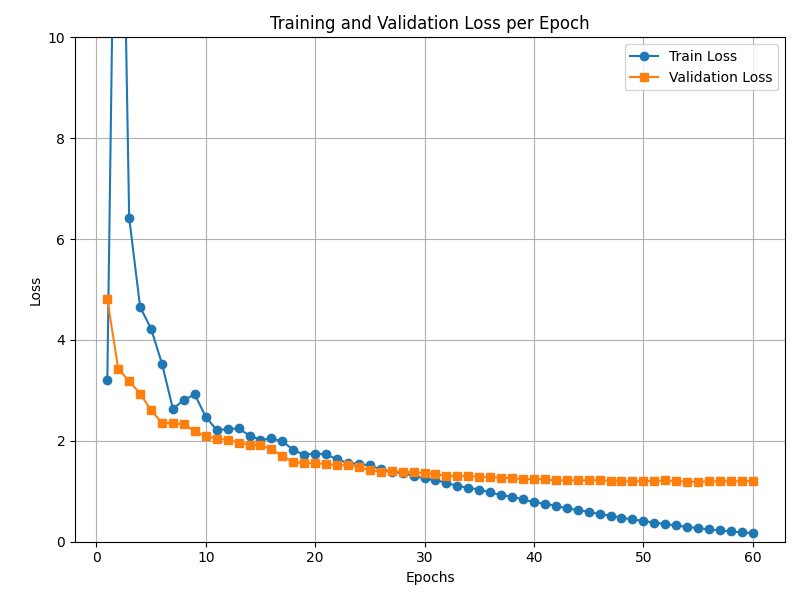 Training and Validation Loss per Epoch
Train Loss
Validation Loss
10
8
6
4
2
0
Loss
0 10 20 30 40 50 60
Epochs